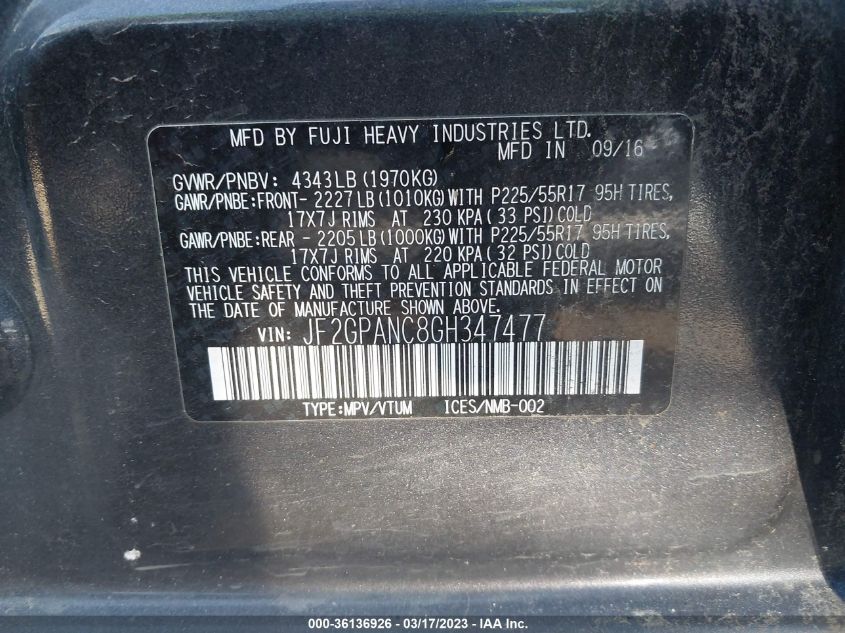 MFD BY FUJI HEAVY INDUSTRIES LTD.
MFD IN 09/16
GVWR/PNBV: 4343LB (1970KG)
GAWR/PNBE:FRONT- 2227LB (1010KG) WITH P225/55R17 95H TIRES,
17X7J RIMS AT 230 KPA( 33 PSI) COLD
GAWR/PNBE:REAR - 2205LB (1000KG) WITH P225/55R17 95H TIRES,
17X7J RIMS AT 220 KPA( 32 PSI) COLD
THIS VEHICLE CONFORMS TO ALL APPLICABLE FEDERAL MOTOR
VEHICLE SAFETY AND THEFT PREVENTION STANDARDS IN EFFECT ON
THE DATE OF MANUFACTURE SHOWN ABOVE.
VIN: JF2GPANC8GH347477
TYPE:MPV/VTUM ICES/NMB-002
000-36136926 - 03/17/2023 - Copyright © IAA, Inc.